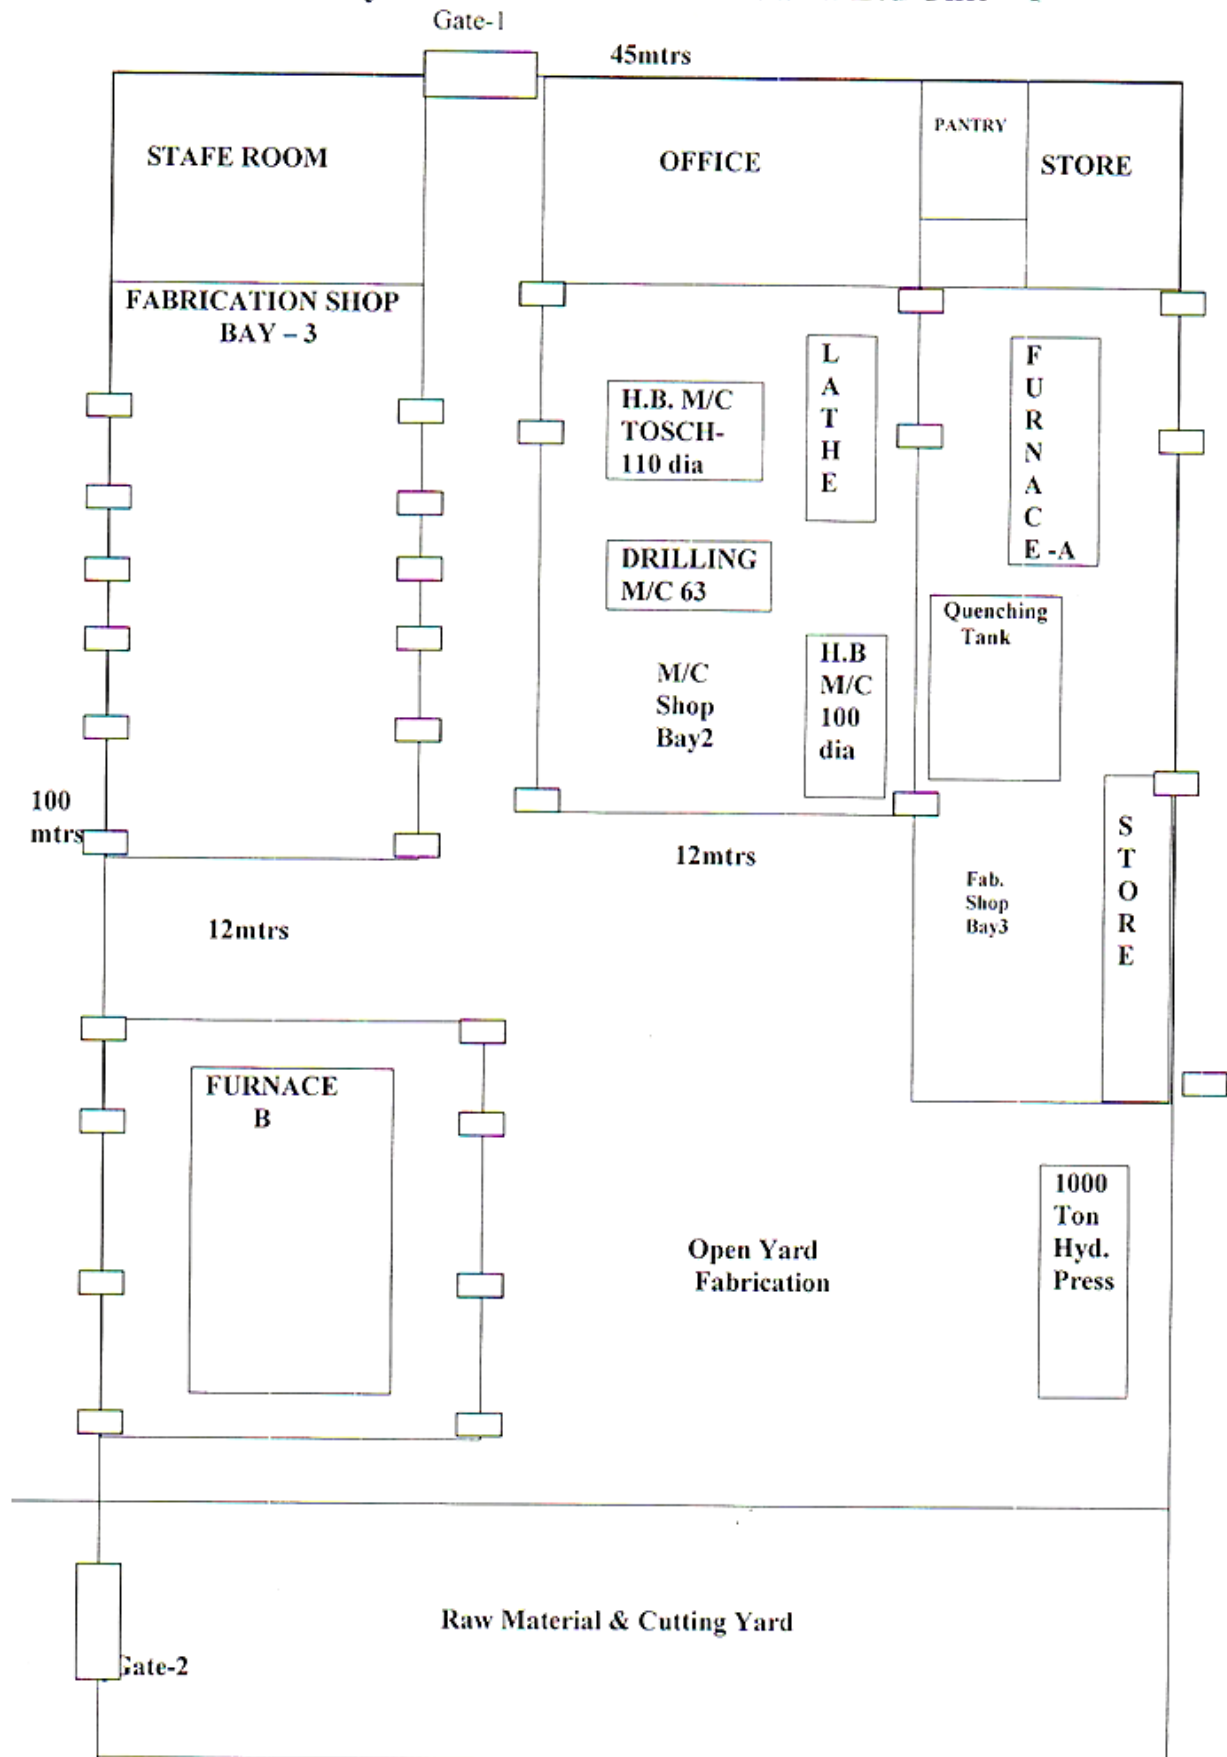 Gate-1
45mtrs
STAFE ROOM
OFFICE
PANTRY
STORE
FABRICATION SHOP
BAY – 3
H.B. M/C
TOSCH-
110 dia
L
A
T
H
E
F
U
R
N
A
C
E -A
DRILLING
M/C 63
Quenching
Tank
M/C
Shop
Bay2
H.B
M/C
100
dia
100
mtrs
12mtrs
12mtrs
Fab.
Shop
Bay3
S
T
O
R
E
FURNACE
B
1000
Ton
Hyd.
Press
Open Yard
Fabrication
Raw Material & Cutting Yard
Gate-2